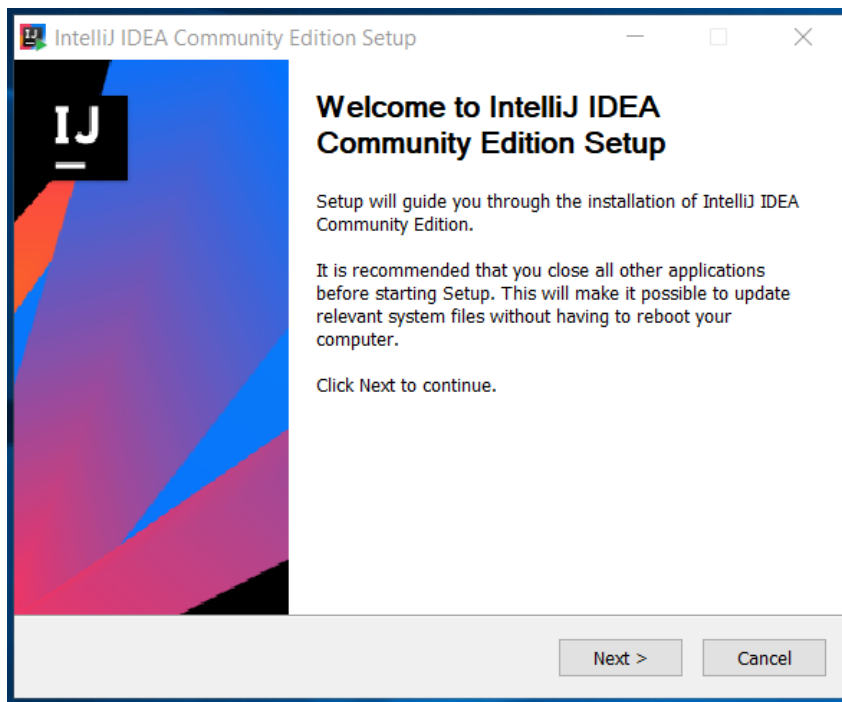 IntelliJ IDEA Community Edition Setup
IJ
Welcome to IntelliJ IDEA
Community Edition Setup
Setup will guide you through the installation of IntelliJ IDEA
Community Edition.
It is recommended that you close all other applications
before starting Setup. This will make it possible to update
relevant system files without having to reboot your
computer.
Click Next to continue.
Next >
Cancel